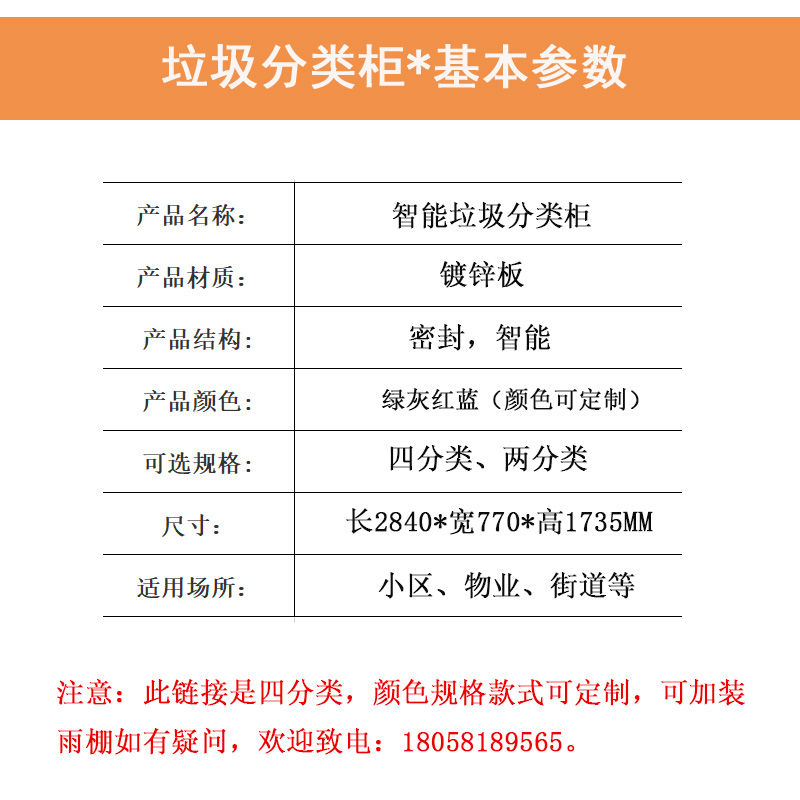 垃圾分类柜*基本参数
产品名称： 智能垃圾分类柜
产品材质： 镀锌板
产品结构： 密封，智能
产品颜色： 绿灰红蓝（颜色可定制）
可选规格： 四分类、两分类
尺寸： 长2840*宽770*高1735MM
适用场所： 小区、物业、街道等
注意：此链接是四分类，颜色规格款式可定制，可加装
雨棚如有疑问，欢迎致电：18058189565。